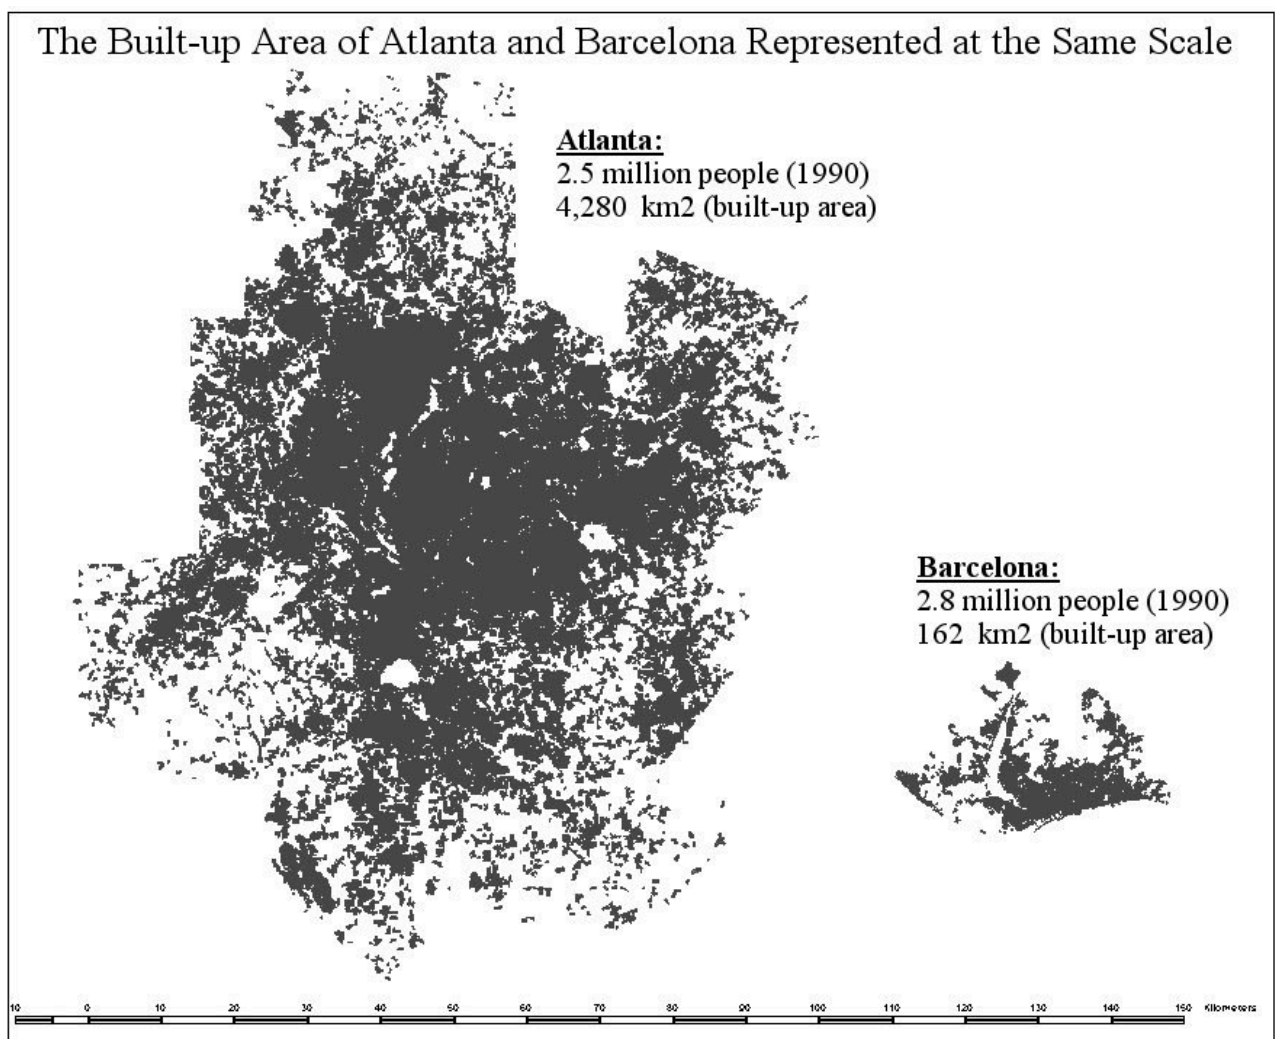 The Built-up Area of Atlanta and Barcelona Represented at the Same Scale
Atlanta:
2.5 million people (1990)
4,280 km2 (built-up area)
Barcelona:
2.8 million people (1990)
162 km2 (built-up area)
10 0 10 20 30 40 50 60 70 80 90 100 110 120 130 140 150 Kilometers